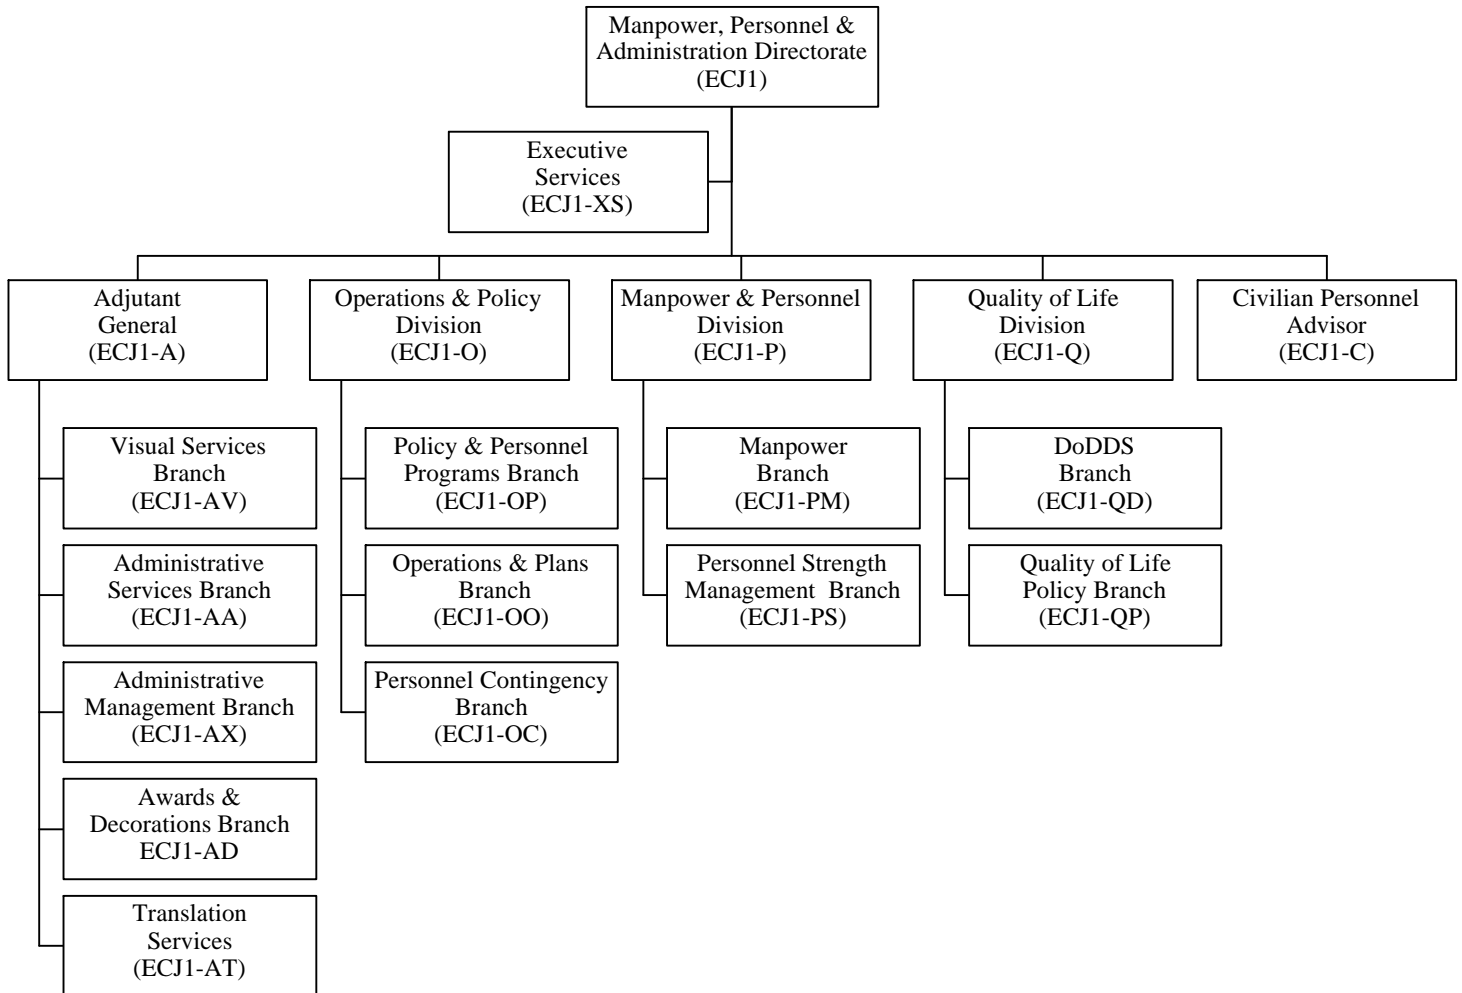 Manpower, Personnel &
Administration Directorate
(ECJ1)
Executive
Services
(ECJ1-XS)
Adjutant
General
(ECJ1-A)
Operations & Policy
Division
(ECJ1-O)
Manpower & Personnel
Division
(ECJ1-P)
Quality of Life
Division
(ECJ1-Q)
Civilian Personnel
Advisor
(ECJ1-C)
Visual Services
Branch
(ECJ1-AV)
Administrative
Services Branch
(ECJ1-AA)
Administrative
Management Branch
(ECJ1-AX)
Awards &
Decorations Branch
ECJ1-AD
Translation
Services
(ECJ1-AT)
Policy & Personnel
Programs Branch
(ECJ1-OP)
Operations & Plans
Branch
(ECJ1-OO)
Personnel Contingency
Branch
(ECJ1-OC)
Manpower
Branch
(ECJ1-PM)
Personnel Strength
Management  Branch
(ECJ1-PS)
DoDDS
Branch
(ECJ1-QD)
Quality of Life
Policy Branch
(ECJ1-QP)